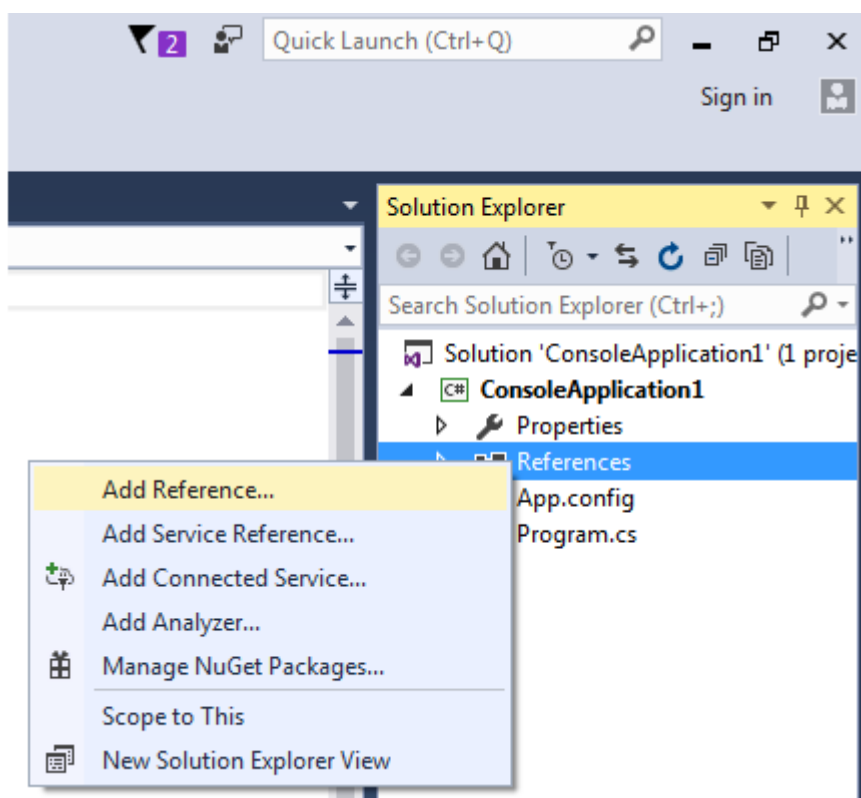 2
Quick Launch (Ctrl+Q)
Sign in
Solution Explorer
Search Solution Explorer (Ctrl+;)
Solution 'ConsoleApplication1' (1 proje
C# ConsoleApplication1
Properties
References
App.config
Program.cs
Add Reference...
Add Service Reference...
Add Connected Service...
Add Analyzer...
Manage NuGet Packages...
Scope to This
New Solution Explorer View